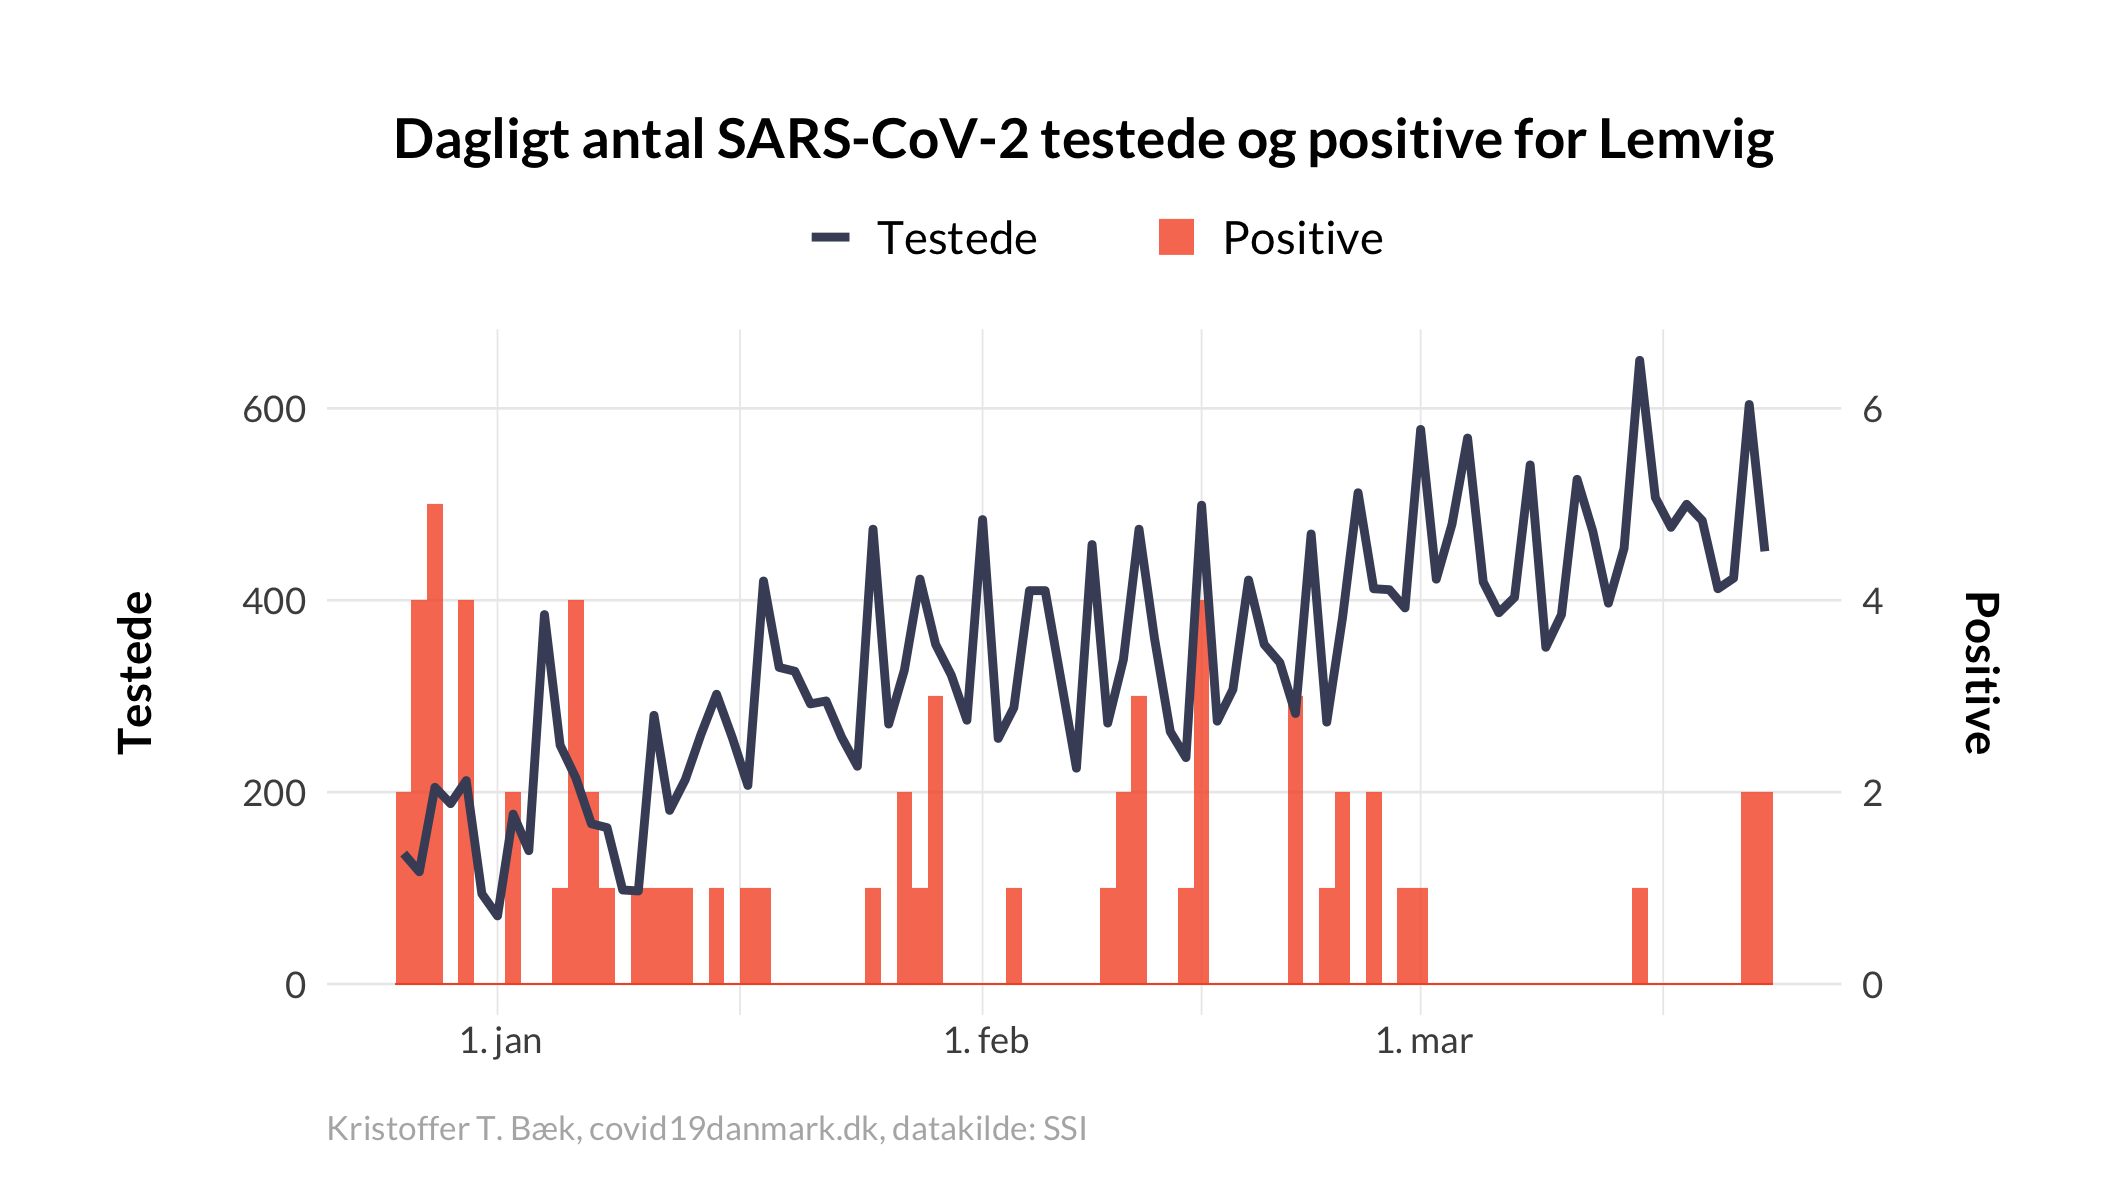 Dagligt antal SARS-CoV-2 testede og positive for Lemvig
Testede Positive
600 6
400 4
200 2
0 0
Testede
Positive
1. jan 1. feb 1. mar
Kristoffer T. Bæk, covid19danmark.dk, datakilde: SSI